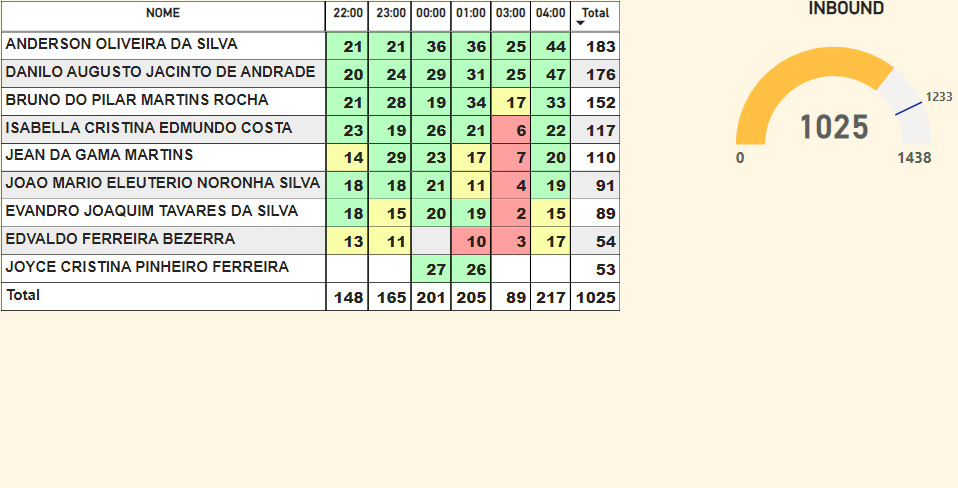 NOME 22:00 23:00 00:00 01:00 03:00 04:00 Total
ANDERSON OLIVEIRA DA SILVA 21 21 36 36 25 44 183
DANILO AUGUSTO JACINTO DE ANDRADE 20 24 29 31 25 47 176
BRUNO DO PILAR MARTINS ROCHA 21 28 19 34 17 33 152
ISABELLA CRISTINA EDMUNDO COSTA 23 19 26 21 6 22 117
JEAN DA GAMA MARTINS 14 29 23 17 7 20 110
JOAO MARIO ELEUTERIO NORONHA SILVA 18 18 21 11 4 19 91
EVANDRO JOAQUIM TAVARES DA SILVA 18 15 20 19 2 15 89
EDVALDO FERREIRA BEZERRA 13 11 10 3 17 54
JOYCE CRISTINA PINHEIRO FERREIRA 27 26 53
Total 148 165 201 205 89 217 1025
INBOUND
1233
1025
0 1438